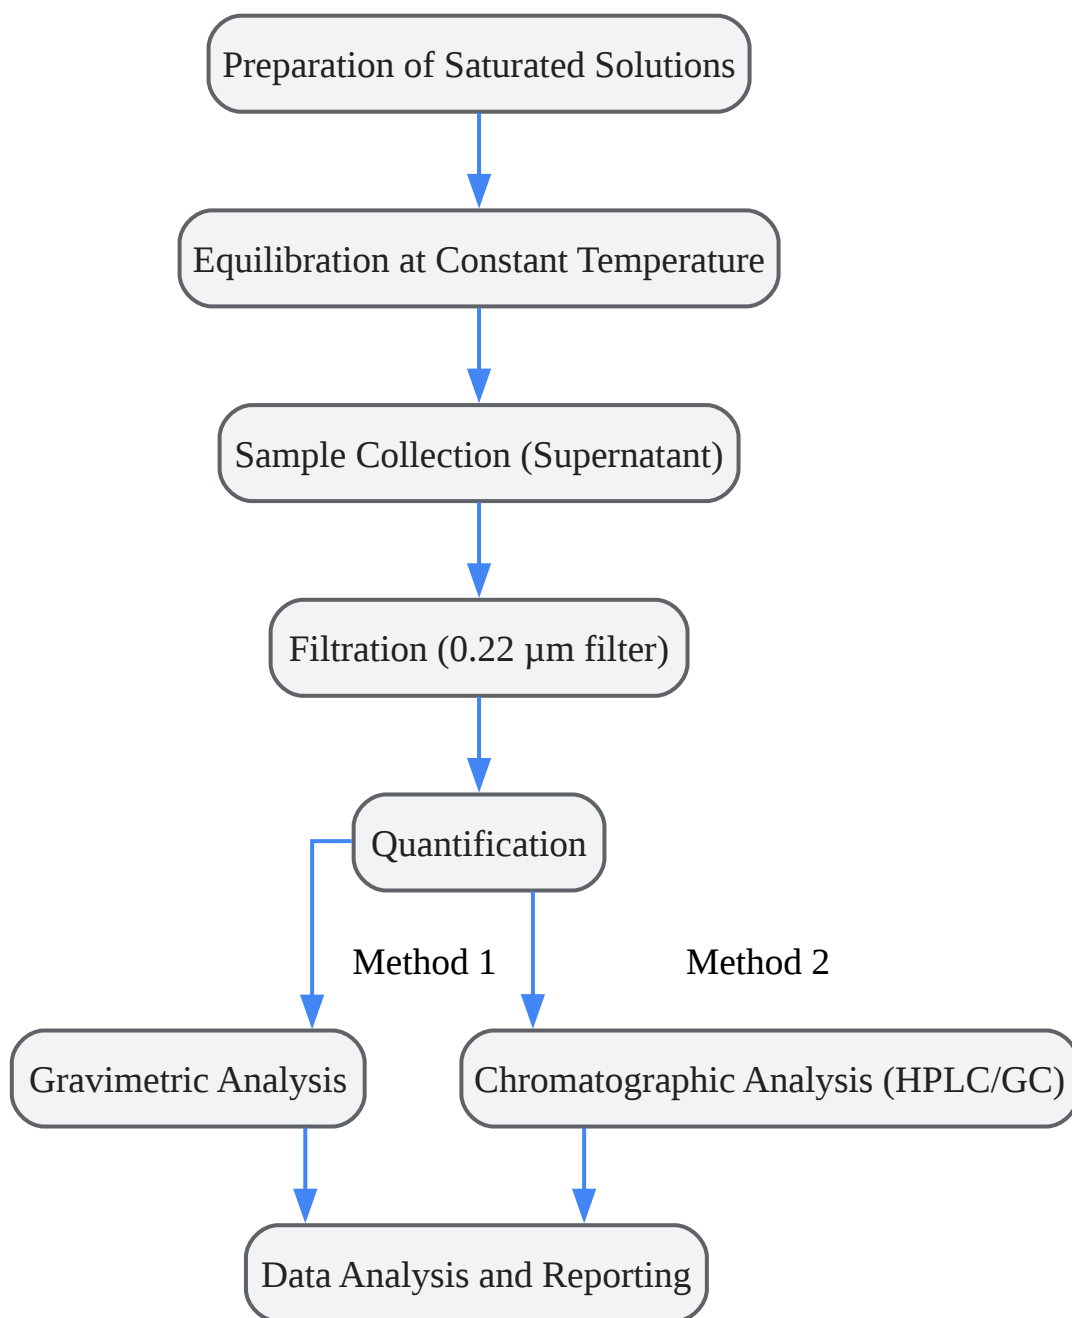 Preparation of Saturated Solutions
Equilibration at Constant Temperature
Sample Collection (Supernatant)
Filtration (0.22 µm filter)
Quantification
Method 1
Method 2
Gravimetric Analysis
Chromatographic Analysis (HPLC/GC)
Data Analysis and Reporting